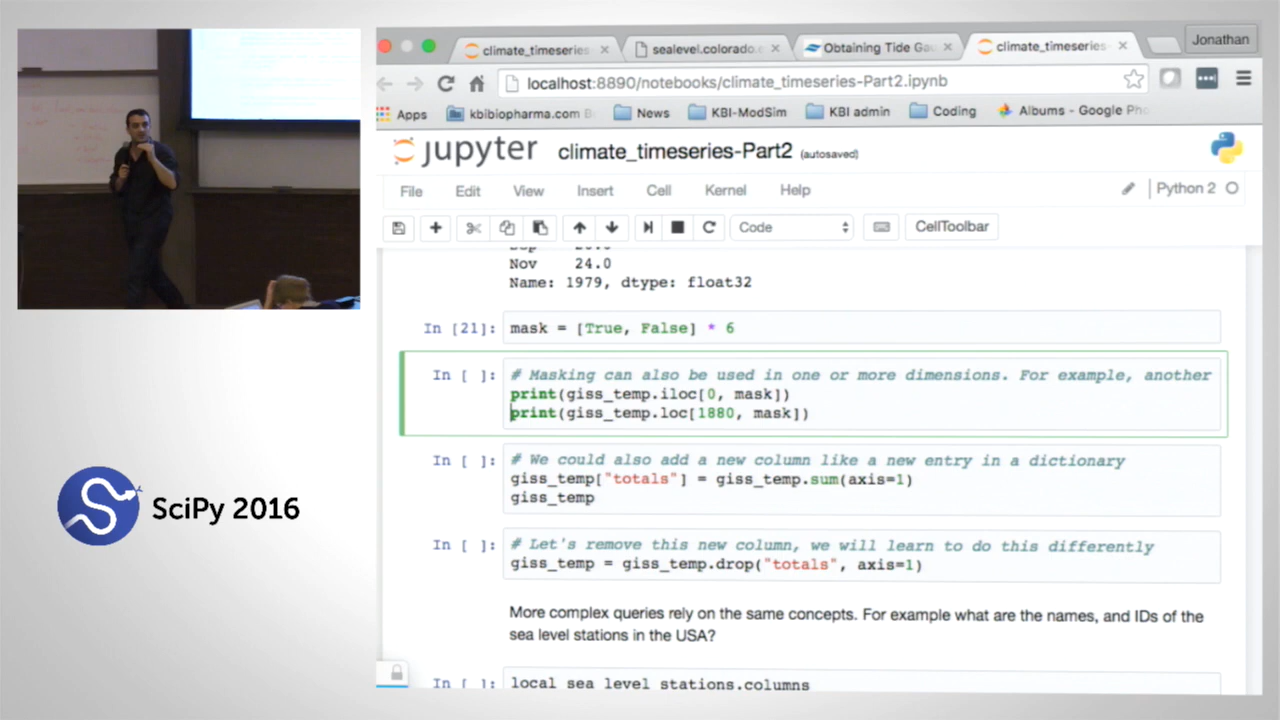 Jonathan
climate_timeseries
sealevel.colorado.e
Obtaining Tide Gau
climate_timeseries-
localhost:8890/notebooks/climate_timeseries-Part2.ipynb
Apps
kbibiopharma.com
News
KBI-ModSim
KBI admin
Coding
Albums - Google Pho
jupyter climate_timeseries-Part2 (autosaved)
File Edit View Insert Cell Kernel Help
Python 2
Code
CellToolbar
Nov 24.0
Name: 1979, dtype: float32
In [21]: mask = [True, False] * 6
In [ ]: # Masking can also be used in one or more dimensions. For example, another
print(giss_temp.iloc[0, mask])
print(giss_temp.loc[1880, mask])
In [ ]: # We could also add a new column like a new entry in a dictionary
giss_temp["totals"] = giss_temp.sum(axis=1)
giss_temp
In [ ]: # Let's remove this new column, we will learn to do this differently
giss_temp = giss_temp.drop("totals", axis=1)
More complex queries rely on the same concepts. For example what are the names, and IDs of the
sea level stations in the USA?
In [ ]: local_sea_level_stations.columns
SciPy 2016